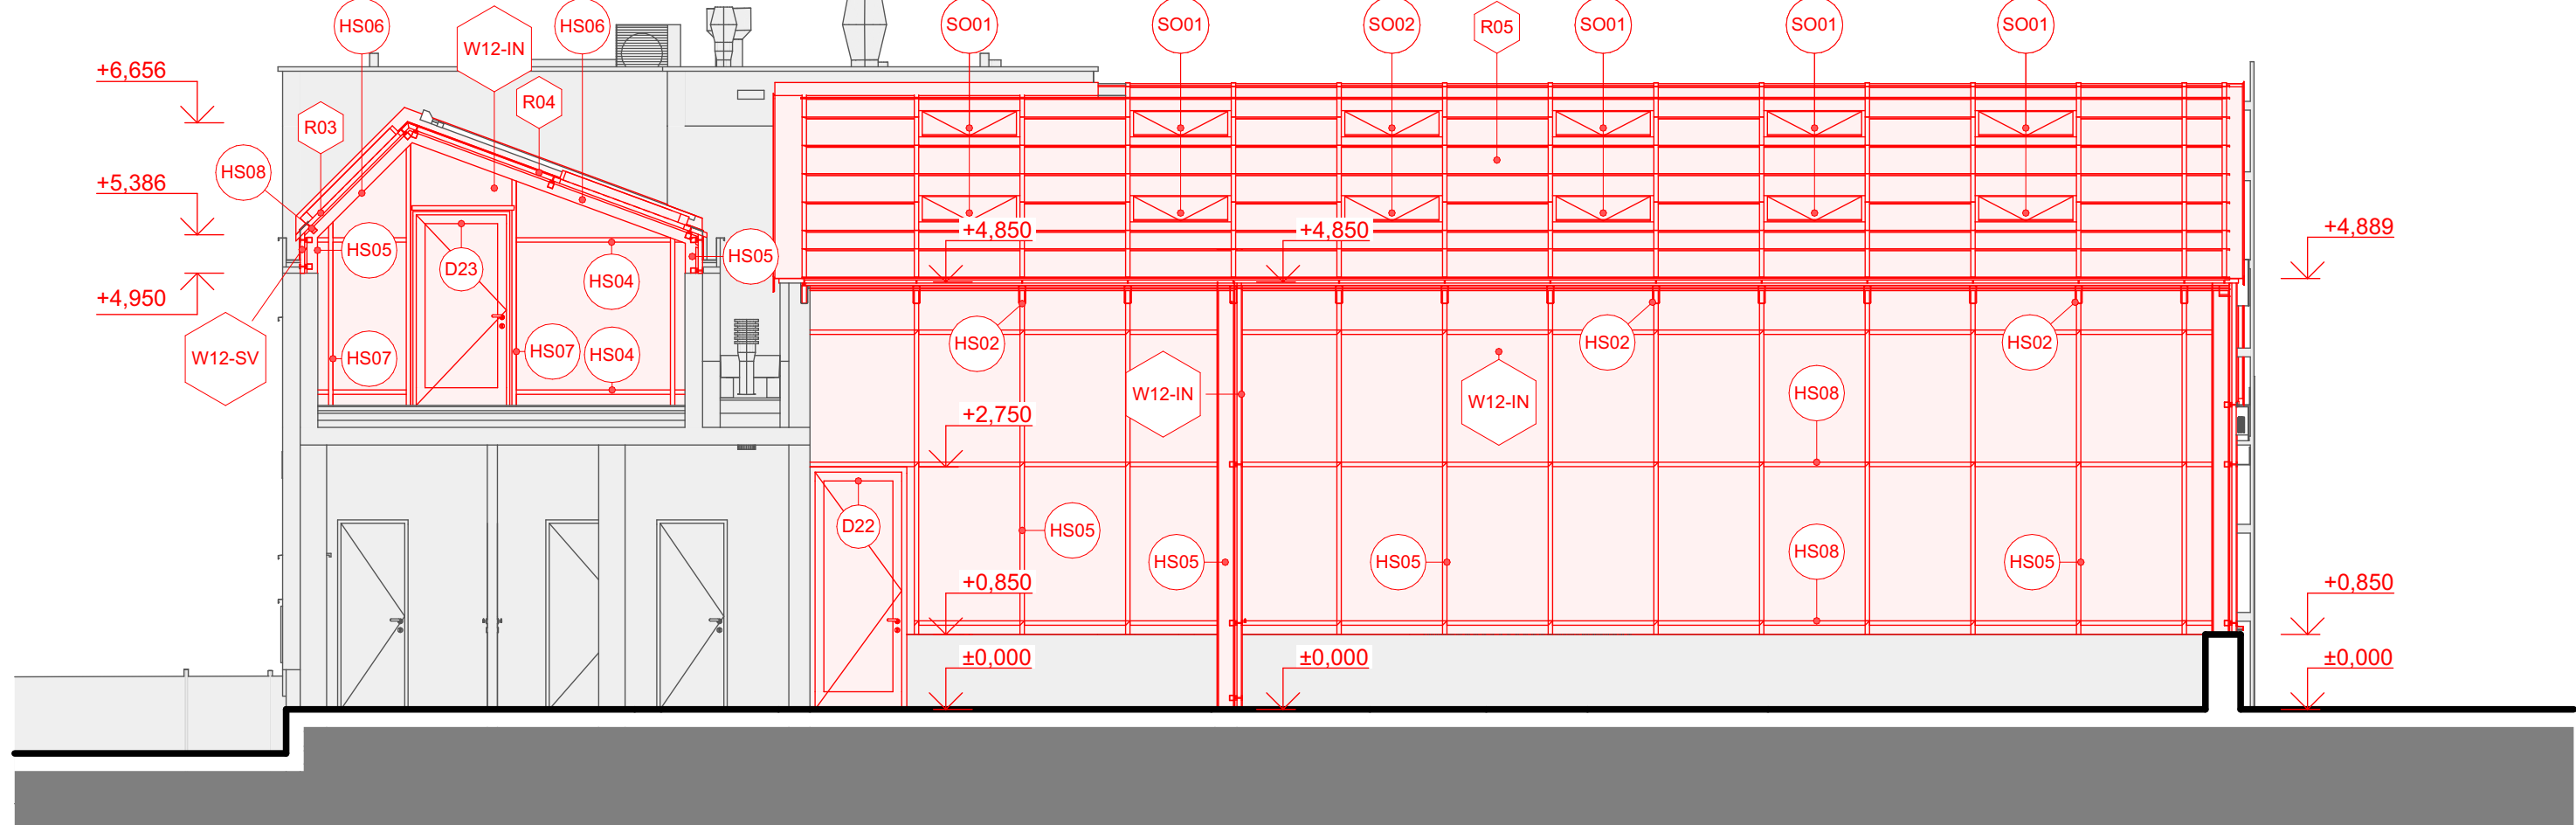 HS06
W12-IN
HS06
SO01
SO01
SO02
R05
SO01
SO01
SO01
+6,656
R04
R03
HS08
+5,386
+4,850
+4,850
+4,889
HS05
D23
HS05
HS04
+4,950
W12-SV
HS07
HS07
HS04
HS02
HS02
HS02
W12-IN
W12-IN
HS08
+2,750
D22
HS05
HS05
HS05
HS08
HS05
+0,850
+0,850
±0,000
±0,000
±0,000